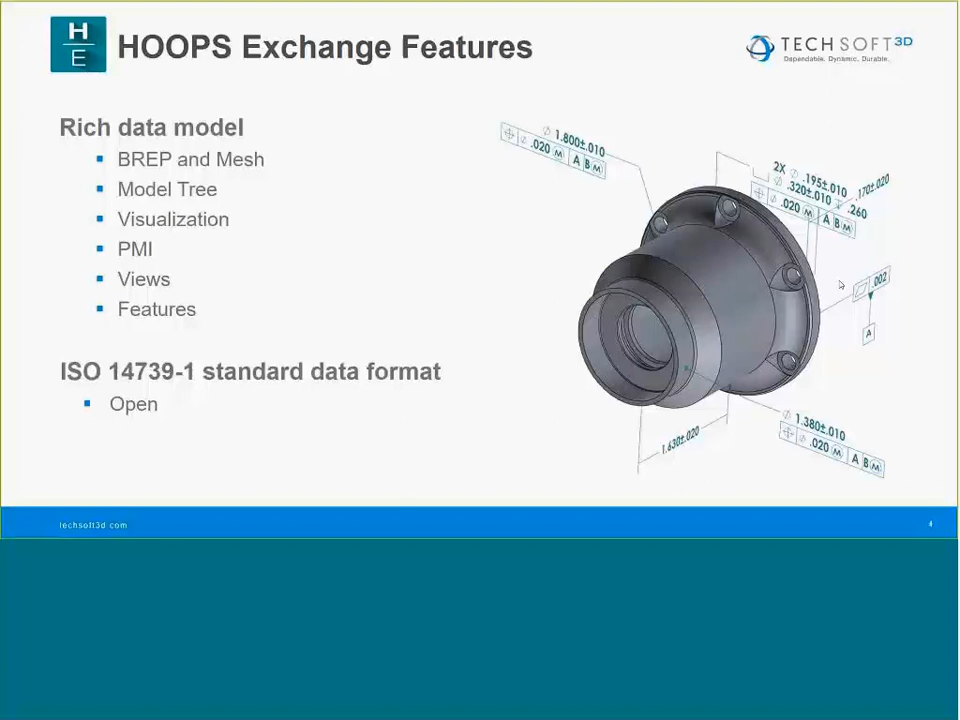 H
E
HOOPS Exchange Features
TECH SOFT 3D
Dependable. Dynamic. Durable.
Rich data model
BREP and Mesh
Model Tree
Visualization
PMI
Views
Features
ISO 14739-1 standard data format
Open
⌀ 1.800±.010
⌀ .020 Ⓜ A B Ⓜ
2X ⌀ .195±.010
⌀ .320±.010 ↧ .260
⌀ .020 Ⓜ A B Ⓜ
.170±.020
.002
A
1.630±.020
⌀ 1.380±.010
⌀ .020 Ⓜ A B Ⓜ
techsoft3d.com
4